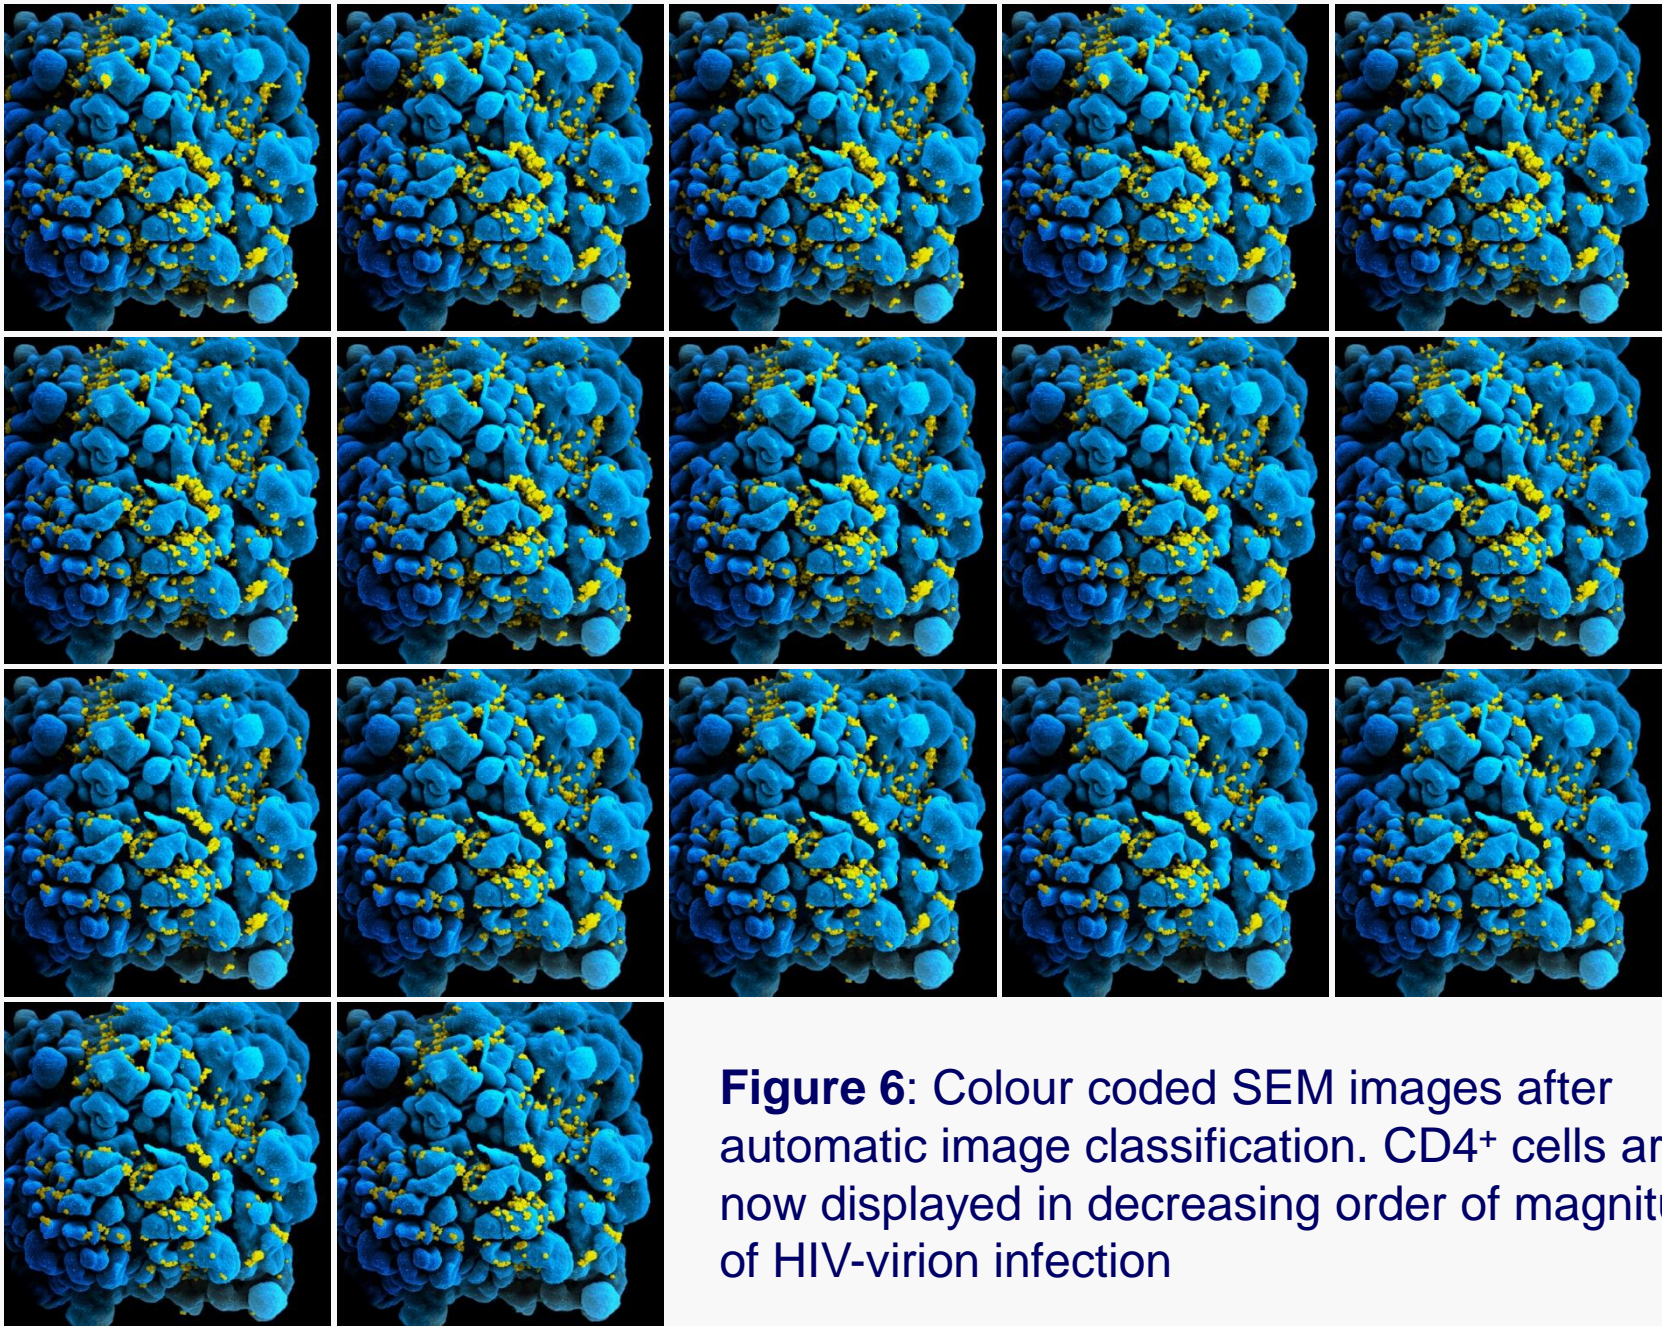 Figure 6: Colour coded SEM images after
automatic image classification. CD4⁺ cells
now displayed in decreasing order of
of HIV-virion infection